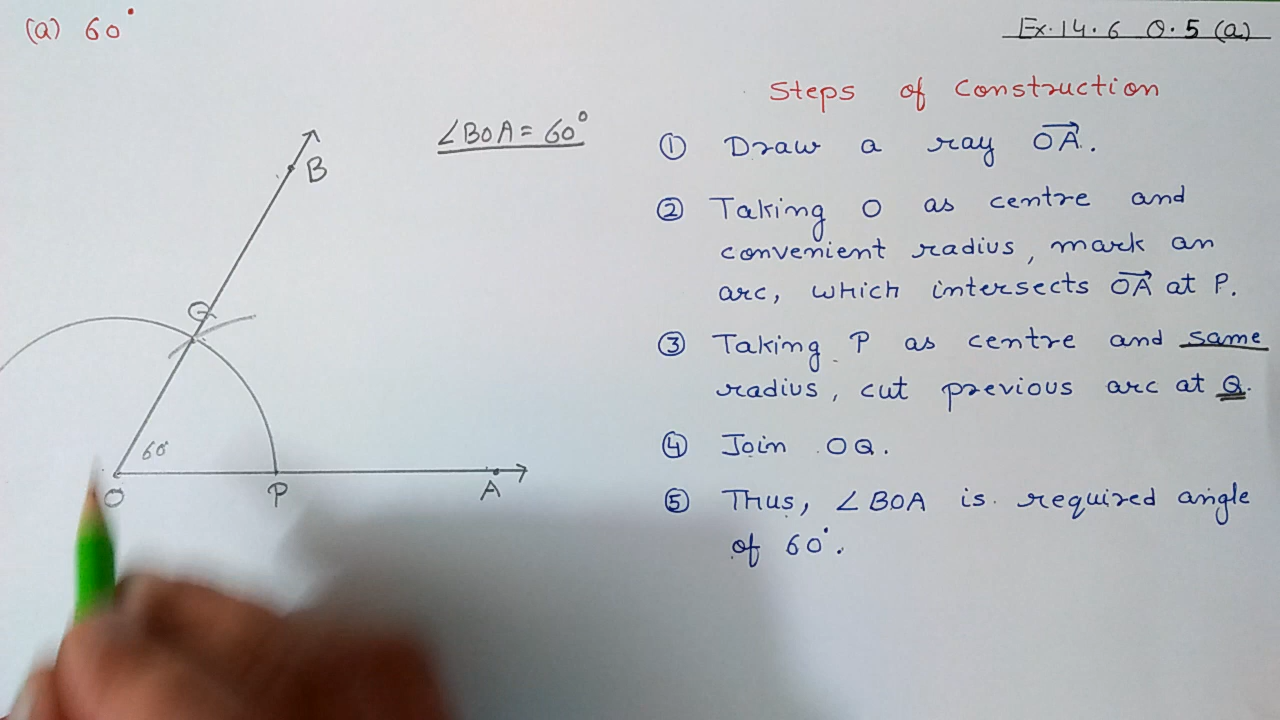 (a) 60°
Ex. 14.6 Q.5 (a)
Steps of Construction
∠BOA = 60°
B
Q
60°
O
P
A
① Draw a ray OA→.
② Taking O as centre and
convenient radius, mark an
arc, which intersects OA→ at P.
③ Taking P as centre and same
radius, cut previous arc at Q.
④ Join OQ.
⑤ Thus, ∠BOA is required angle
of 60°.